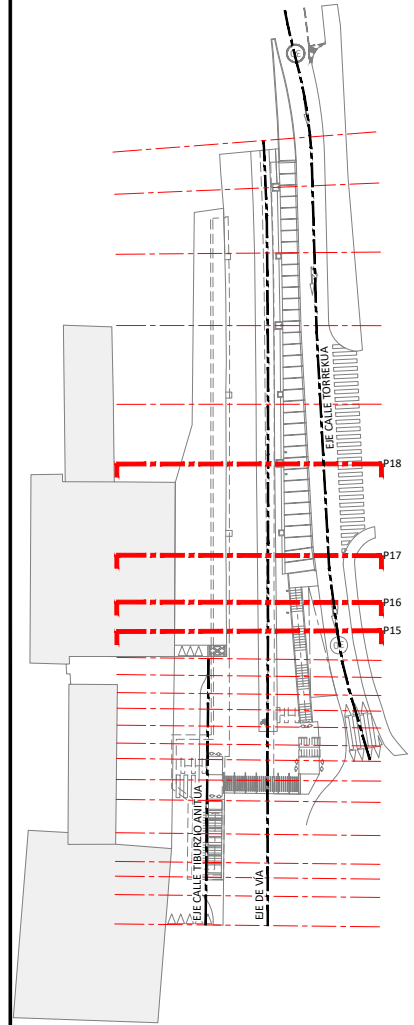 EJE CALLE TORREKUA
P18
P17
P16
P15
EJE CALLE TIBURZIO ANITUA
EJE DE VÍA